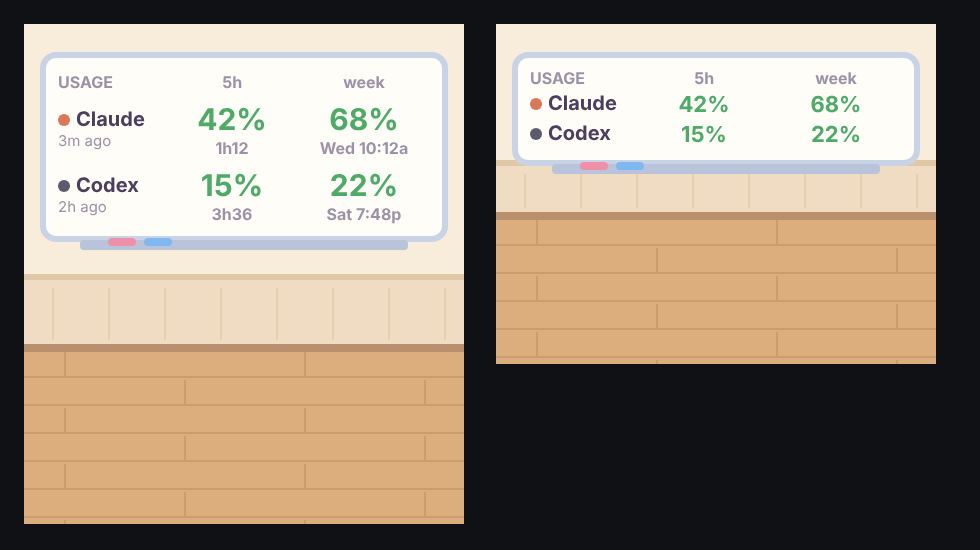 USAGE 5h week
Claude 42% 68%
3m ago 1h12 Wed 10:12a
Codex 15% 22%
2h ago 3h36 Sat 7:48p
USAGE 5h week
Claude 42% 68%
Codex 15% 22%